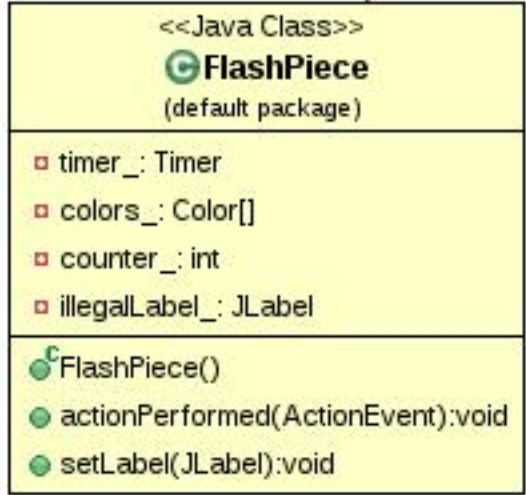 <<Java Class>>
FlashPiece
(default package)
timer_: Timer
colors_: Color[]
counter_: int
illegalLabel_: JLabel
FlashPiece()
actionPerformed(ActionEvent):void
setLabel(JLabel):void